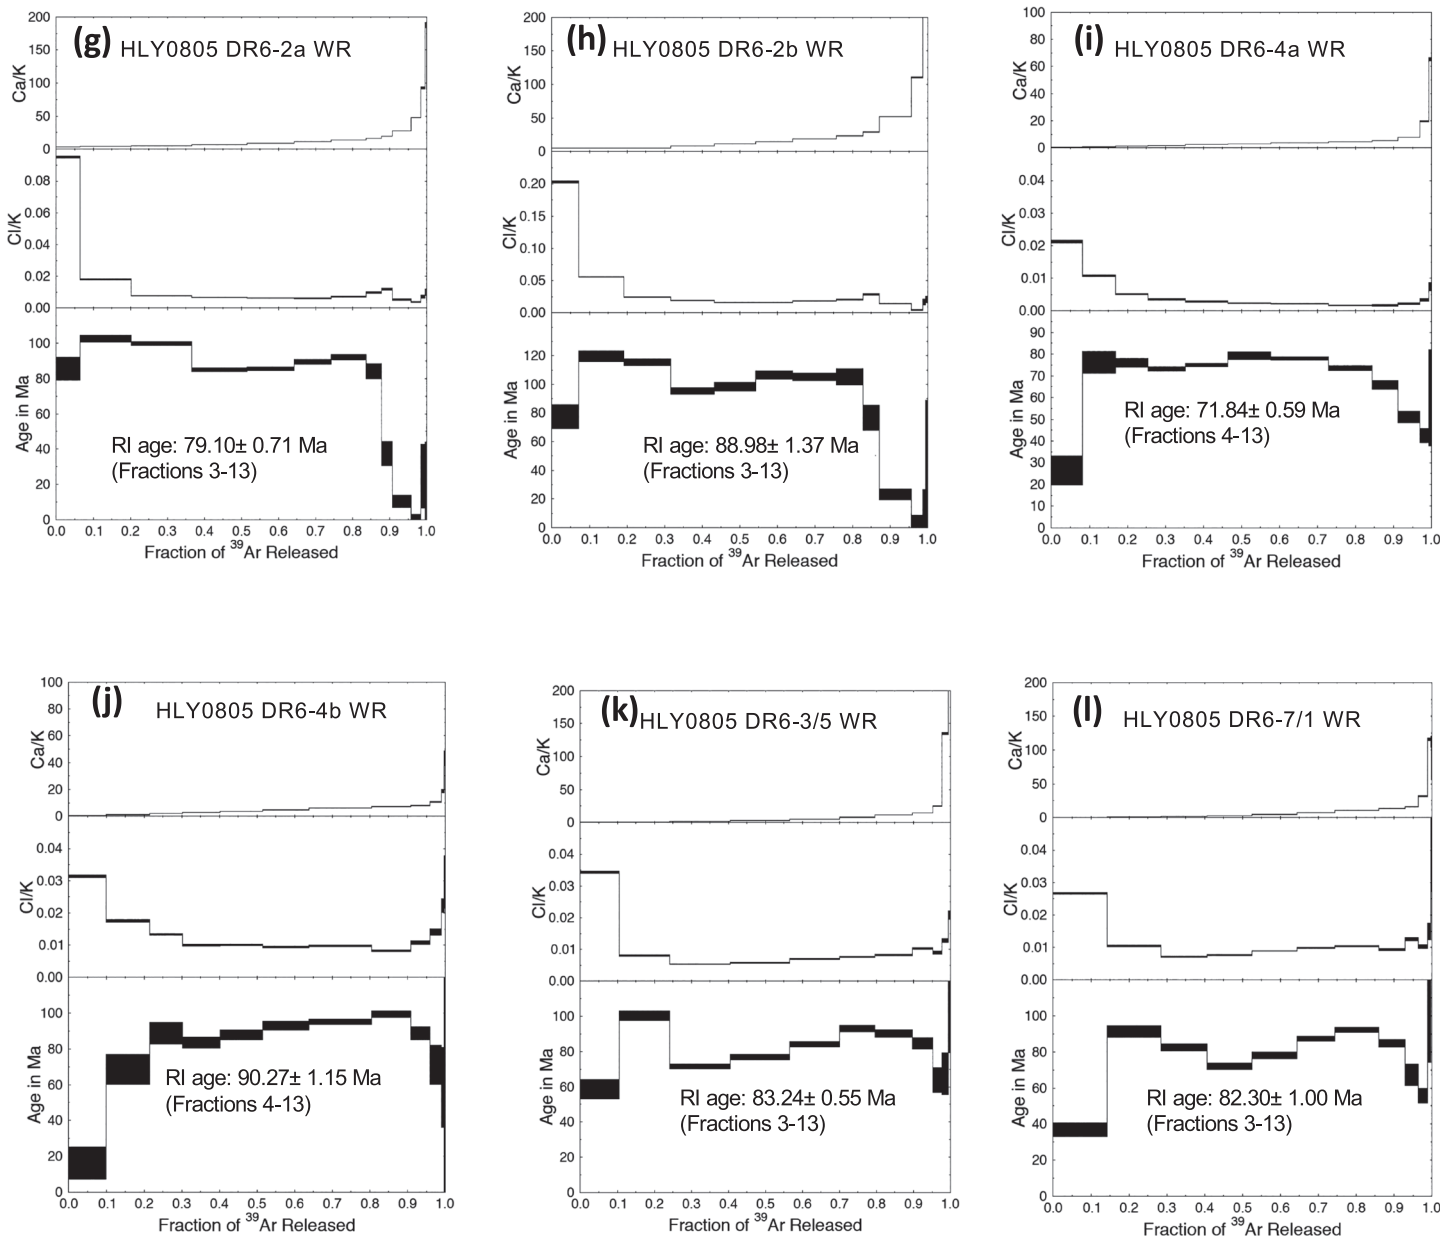 (g) HLY0805 DR6-2a WR
200
150
100
50
0
Ca/K
0.08
0.06
0.04
0.02
0.00
Cl/K
100
80
60
40
20
0
Age in Ma
RI age: 79.10± 0.71 Ma
(Fractions 3-13)
0.0 0.1 0.2 0.3 0.4 0.5 0.6 0.7 0.8 0.9 1.0
Fraction of ³⁹Ar Released
(h) HLY0805 DR6-2b WR
200
150
100
50
0
Ca/K
0.20
0.15
0.10
0.05
0.00
Cl/K
120
100
80
60
40
20
0
Age in Ma
RI age: 88.98± 1.37 Ma
(Fractions 3-13)
0.0 0.1 0.2 0.3 0.4 0.5 0.6 0.7 0.8 0.9 1.0
Fraction of ³⁹Ar Released
(i) HLY0805 DR6-4a WR
100
80
60
40
20
0
Ca/K
0.04
0.03
0.02
0.01
0.00
Cl/K
90
80
70
60
50
40
30
20
10
0
Age in Ma
RI age: 71.84± 0.59 Ma
(Fractions 4-13)
0.0 0.1 0.2 0.3 0.4 0.5 0.6 0.7 0.8 0.9 1.0
Fraction of ³⁹Ar Released
(j) HLY0805 DR6-4b WR
100
80
60
40
20
0
Ca/K
0.04
0.03
0.02
0.01
0.00
Cl/K
100
80
60
40
20
0
Age in Ma
RI age: 90.27± 1.15 Ma
(Fractions 4-13)
0.0 0.1 0.2 0.3 0.4 0.5 0.6 0.7 0.8 0.9 1.0
Fraction of ³⁹Ar Released
(k) HLY0805 DR6-3/5 WR
200
150
100
50
0
Ca/K
0.04
0.03
0.02
0.01
0.00
Cl/K
100
80
60
40
20
0
Age in Ma
RI age: 83.24± 0.55 Ma
(Fractions 3-13)
0.0 0.1 0.2 0.3 0.4 0.5 0.6 0.7 0.8 0.9 1.0
Fraction of ³⁹Ar Released
(l) HLY0805 DR6-7/1 WR
200
150
100
50
0
Ca/K
0.04
0.03
0.02
0.01
0.00
Cl/K
100
80
60
40
20
0
Age in Ma
RI age: 82.30± 1.00 Ma
(Fractions 3-13)
0.0 0.1 0.2 0.3 0.4 0.5 0.6 0.7 0.8 0.9 1.0
Fraction of ³⁹Ar Released